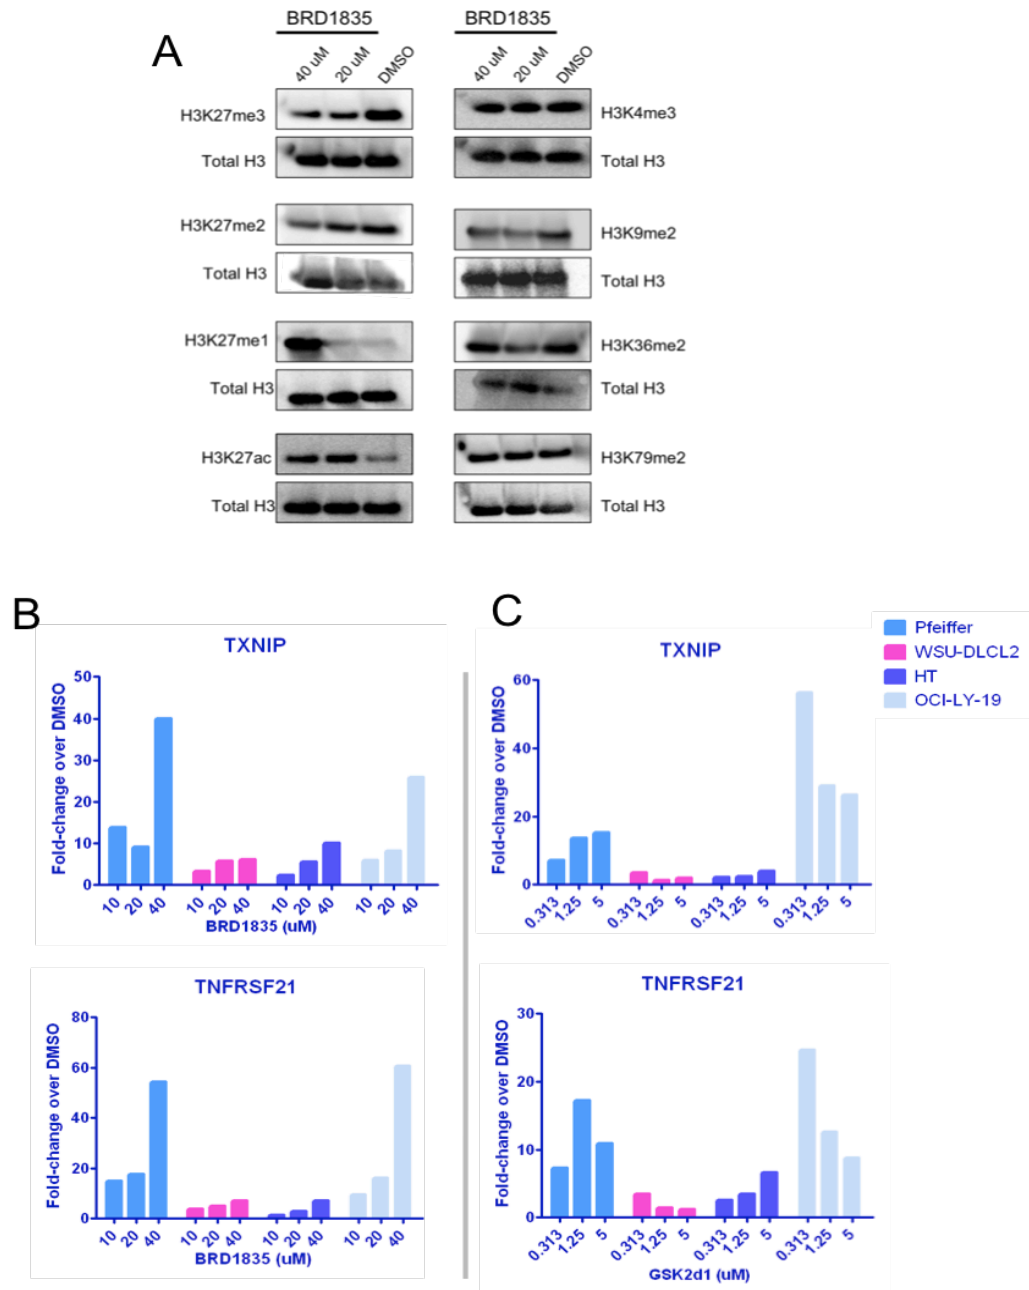 A
BRD1835
BRD1835
40 uM 20 uM DMSO
40 uM 20 uM DMSO
H3K27me3
H3K4me3
Total H3
Total H3
H3K27me2
H3K9me2
Total H3
Total H3
H3K27me1
H3K36me2
Total H3
Total H3
H3K27ac
H3K79me2
Total H3
Total H3
B
TXNIP
Fold-change over DMSO
50
40
30
20
10
0
10 20 40 10 20 40 10 20 40 10 20 40
BRD1835 (uM)
C
TXNIP
Fold-change over DMSO
60
40
20
0
0.313 1.25 5 0.313 1.25 5 0.313 1.25 5 0.313 1.25 5
Pfeiffer
WSU-DLCL2
HT
OCI-LY-19
TNFRSF21
Fold-change over DMSO
80
60
40
20
0
10 20 40 10 20 40 10 20 40 10 20 40
BRD1835 (uM)
TNFRSF21
Fold-change over DMSO
30
20
10
0
0.313 1.25 5 0.313 1.25 5 0.313 1.25 5 0.313 1.25 5
GSK2d1 (uM)